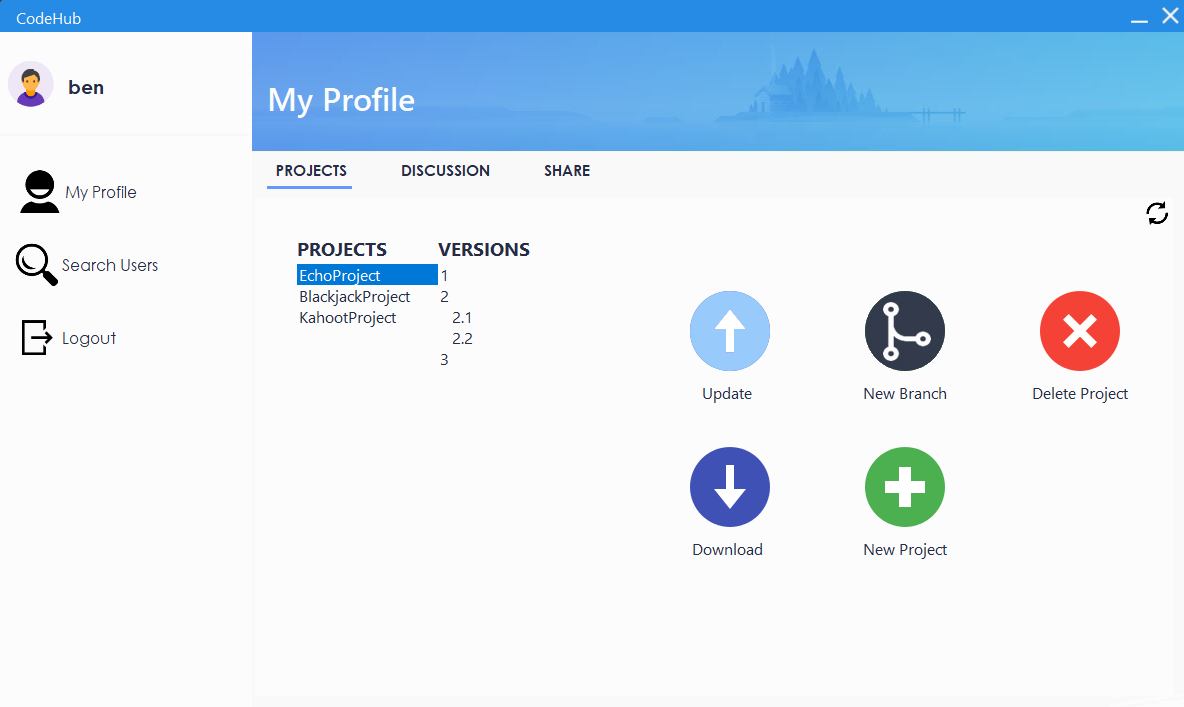 CodeHub
ben
My Profile
Search Users
Logout
My Profile
PROJECTS DISCUSSION SHARE
PROJECTS VERSIONS
EchoProject 1
BlackjackProject 2
KahootProject 2.1
2.2
3
Update New Branch Delete Project
Download New Project